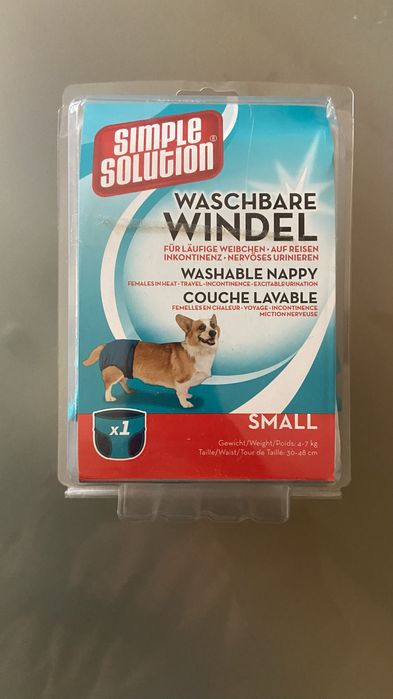 SIMPLE
SOLUTION®
WASCHBARE
WINDEL
FÜR LÄUFIGE WEIBCHEN • AUF REISEN
INKONTINENZ • NERVÖSES URINIEREN
WASHABLE NAPPY
FEMALES IN HEAT • TRAVEL • INCONTINENCE • EXCITABLE URINATION
COUCHE LAVABLE
FEMELLES EN CHALEUR • VOYAGE • INCONTINENCE
MICTION NERVEUSE
x1
SMALL
Gewicht/Weight/Poids: 4-7 kg
Taille/Waist/Tour de Taille: 30-48 cm